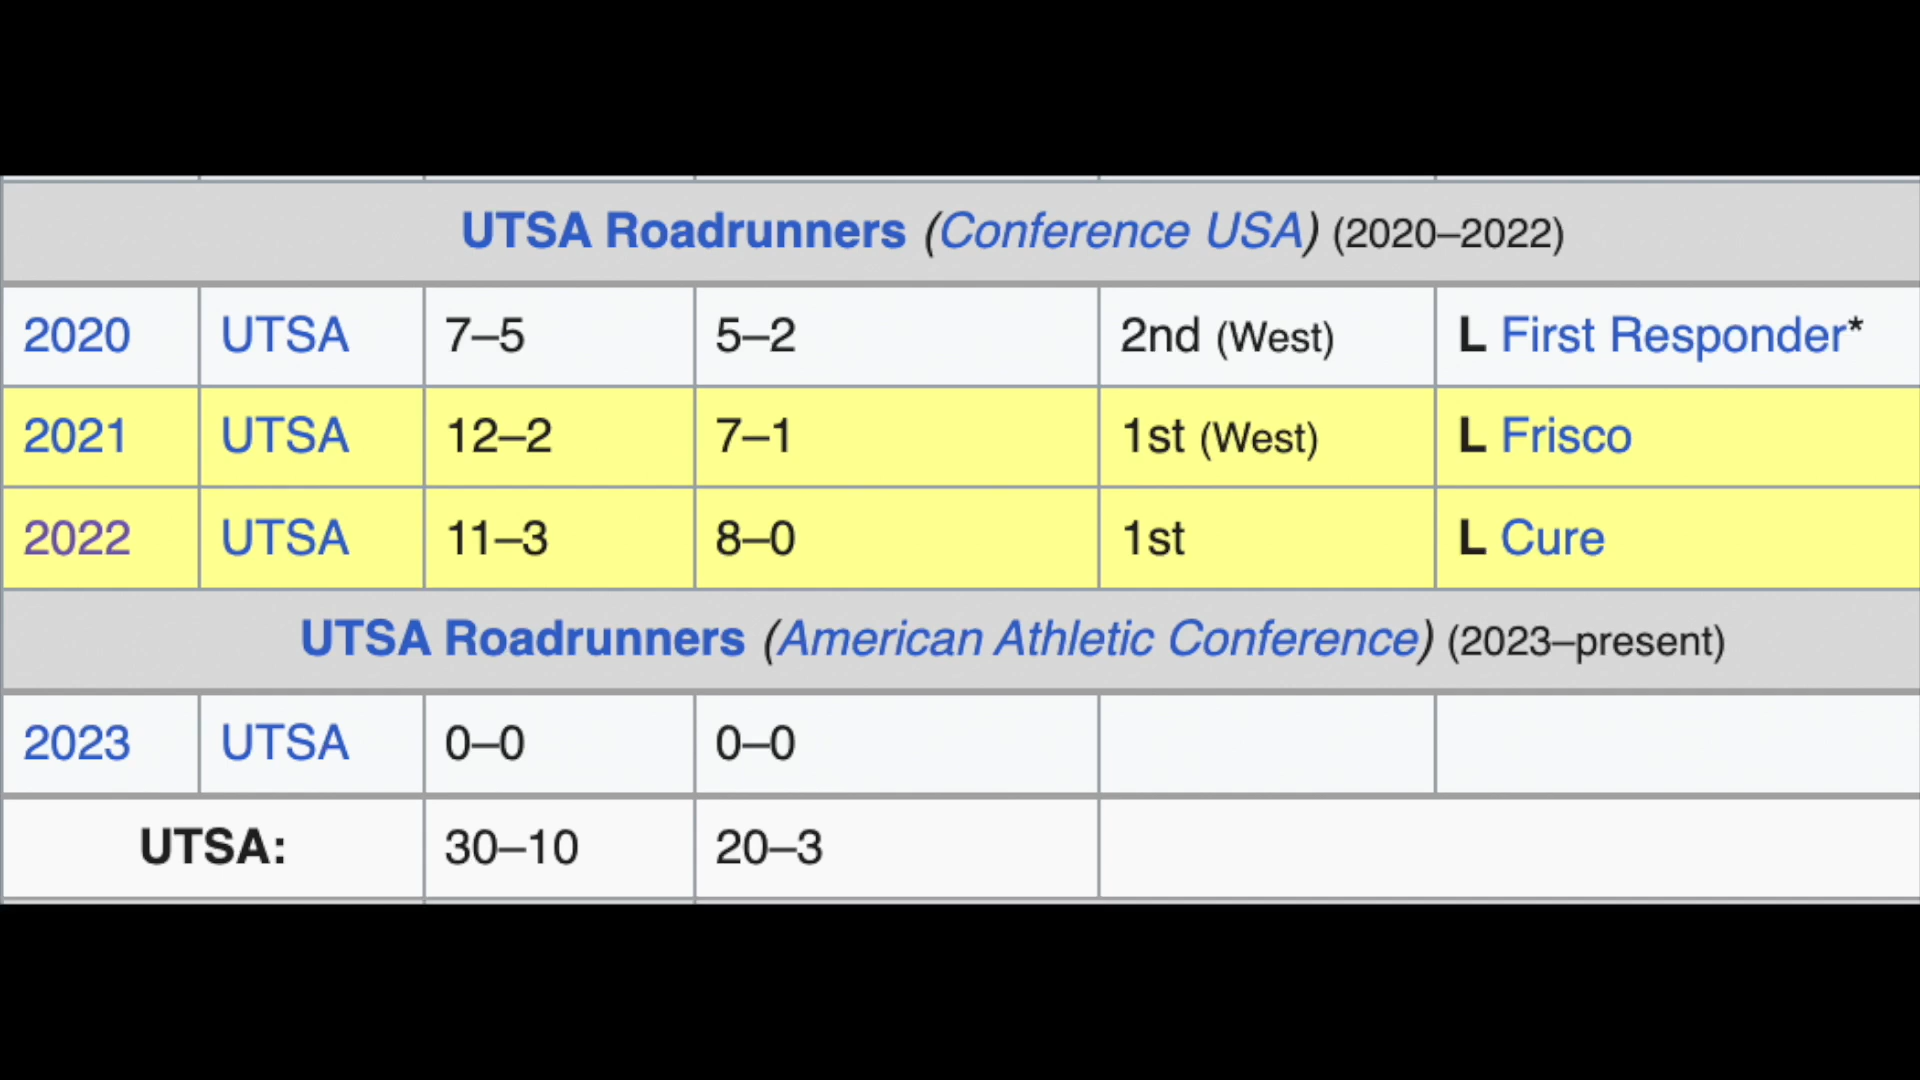 UTSA Roadrunners (Conference USA) (2020–2022)
2020 UTSA 7–5 5–2 2nd (West) L First Responder*
2021 UTSA 12–2 7–1 1st (West) L Frisco
2022 UTSA 11–3 8–0 1st L Cure
UTSA Roadrunners (American Athletic Conference) (2023–present)
2023 UTSA 0–0 0–0
UTSA: 30–10 20–3